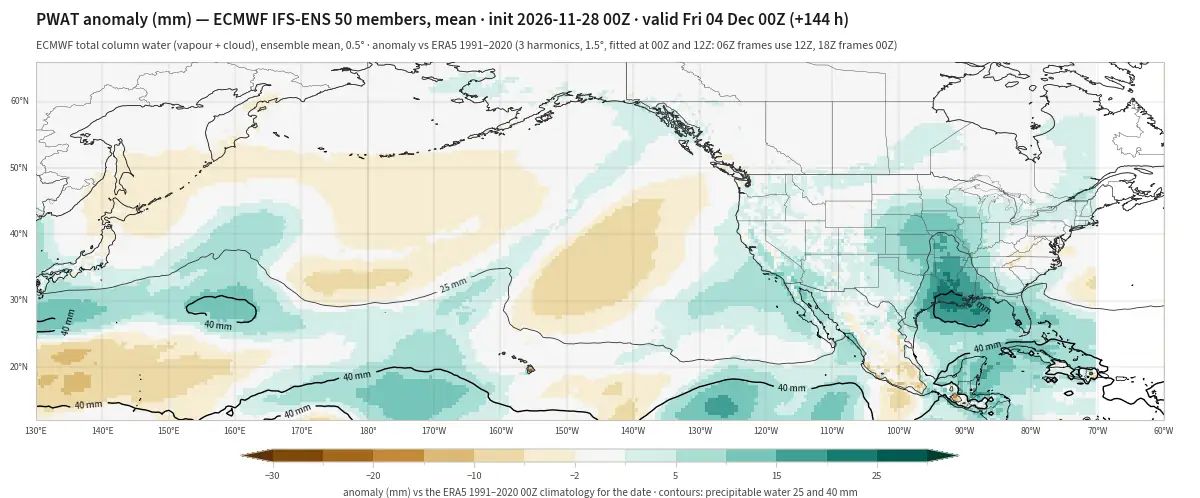 PWAT anomaly (mm) — ECMWF IFS-ENS 50 members, mean · init 2026-11-28 00Z · valid Fri 04 Dec 00Z (+144 h)
ECMWF total column water (vapour + cloud), ensemble mean, 0.5° · anomaly vs ERA5 1991–2020 (3 harmonics, 1.5°, fitted at 00Z and 12Z: 06Z frames use 12Z, 18Z frames 00Z)
60°N
50°N
40°N
30°N
20°N
25 mm
40 mm
40 mm
40 mm
40 mm
40 mm
40 mm
40 mm
130°E 140°E 150°E 160°E 170°E 180° 170°W 160°W 150°W 140°W 130°W 120°W 110°W 100°W 90°W 80°W 70°W 60°W
−30 −20 −10 −2 5 15 25
anomaly (mm) vs the ERA5 1991–2020 00Z climatology for the date · contours: precipitable water 25 and 40 mm